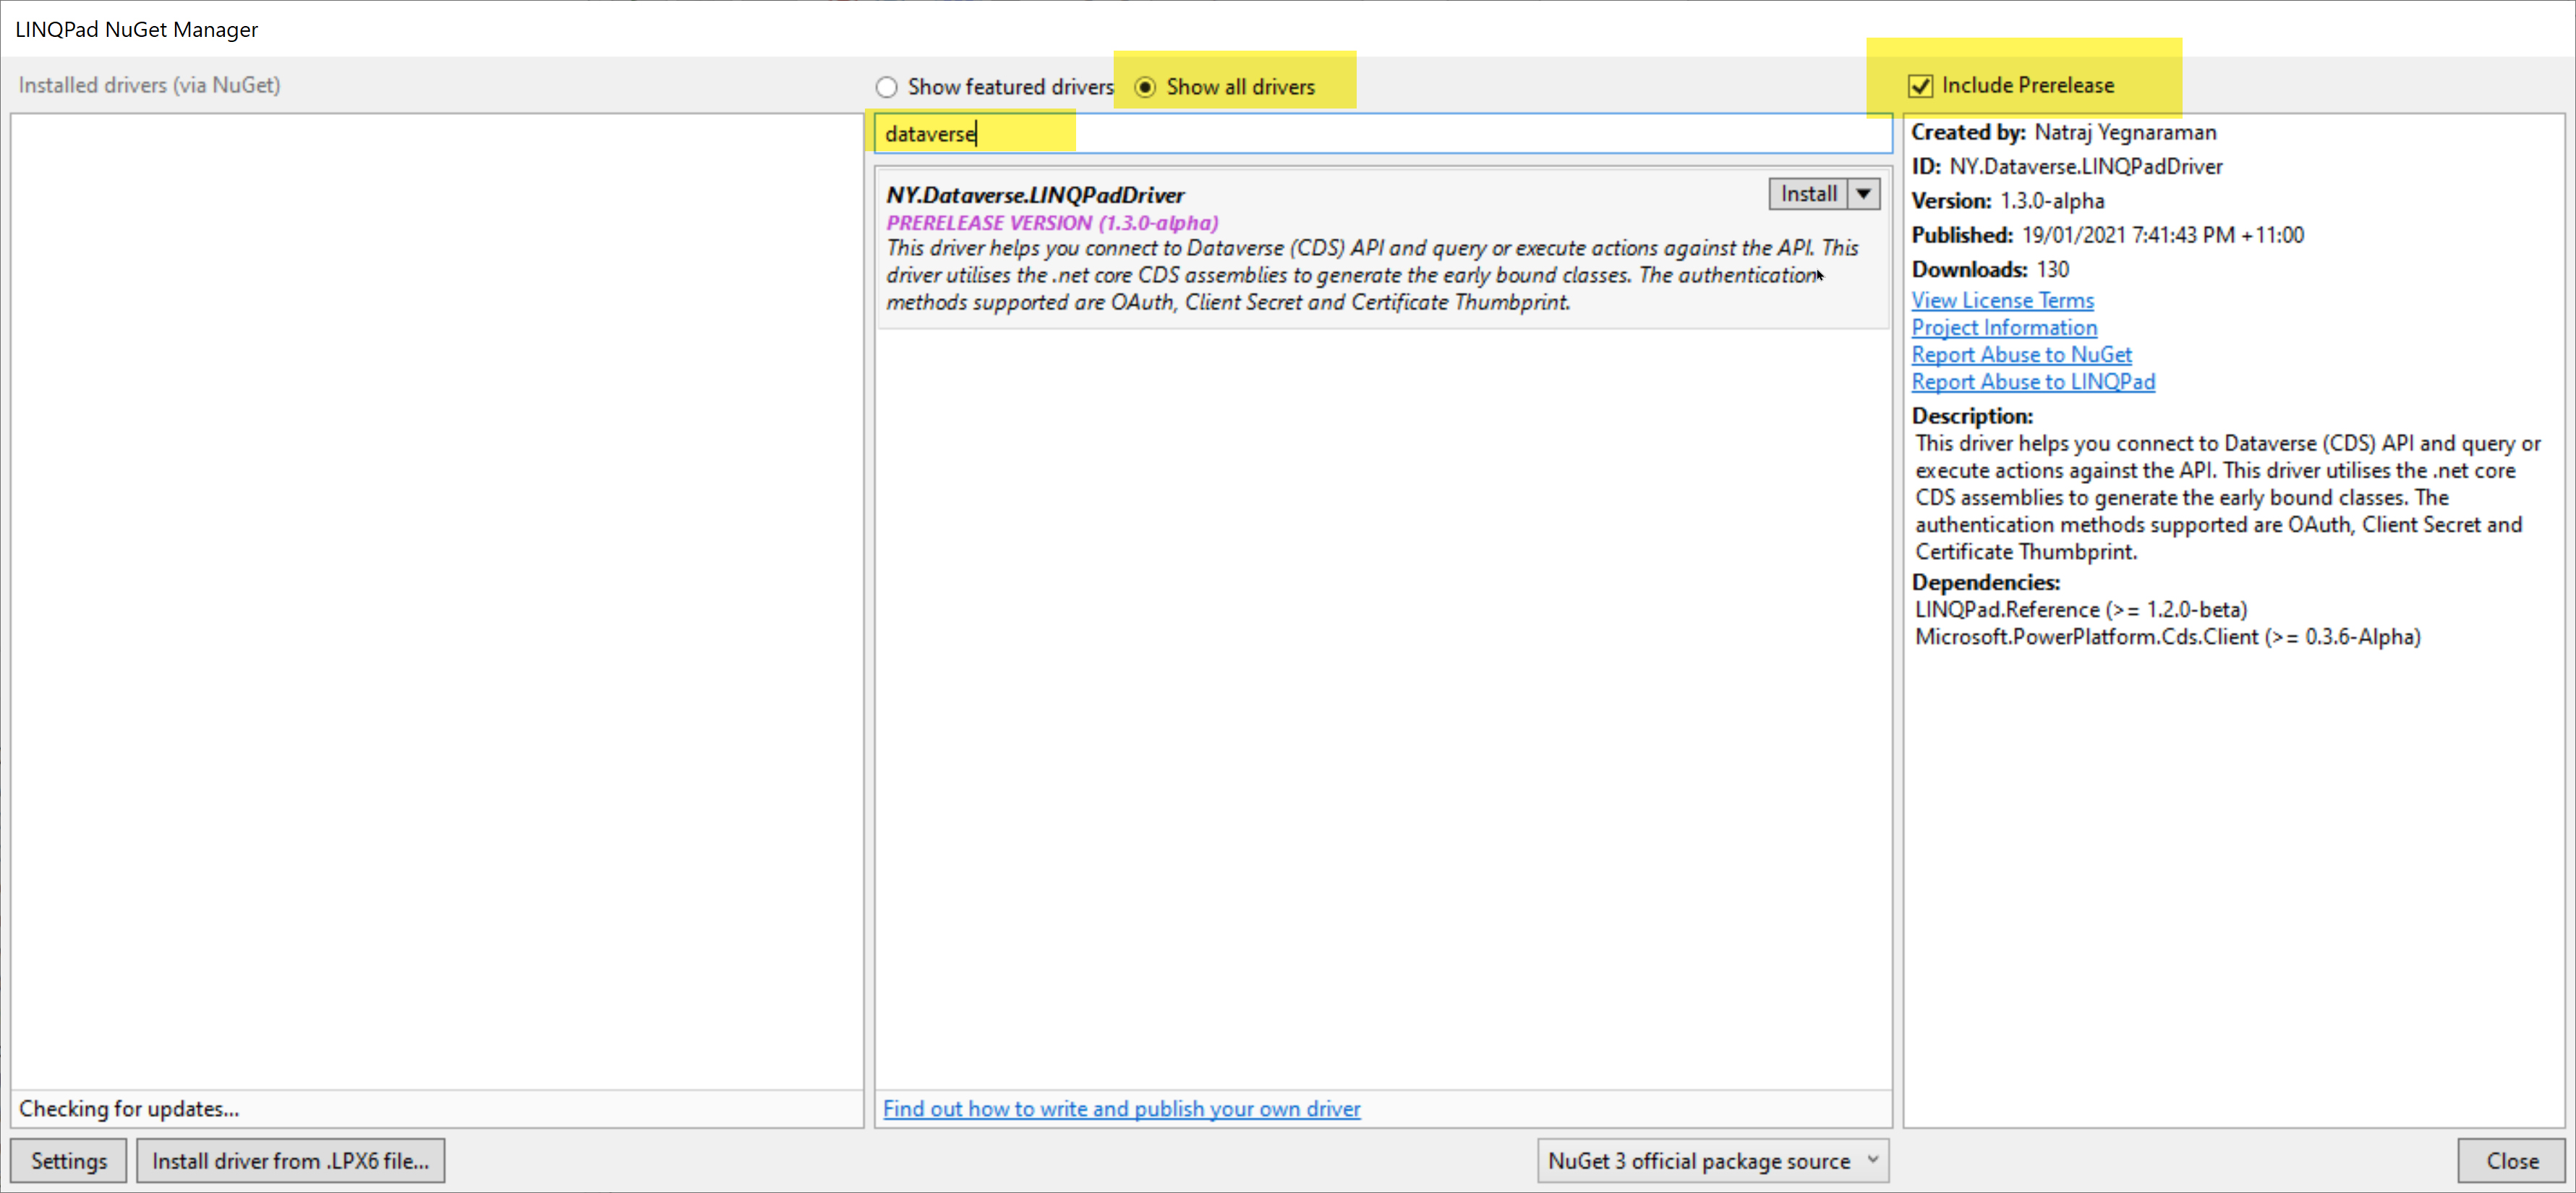 LINQPad NuGet Manager
Installed drivers (via NuGet)
Show featured drivers
Show all drivers
Include Prerelease
dataverse
NY.Dataverse.LINQPadDriver
Install
PRERELEASE VERSION (1.3.0-alpha)
This driver helps you connect to Dataverse (CDS) API and query or execute actions against the API. This
driver utilises the .net core CDS assemblies to generate the early bound classes. The authentication
methods supported are OAuth, Client Secret and Certificate Thumbprint.
Created by: Natraj Yegnaraman
ID: NY.Dataverse.LINQPadDriver
Version: 1.3.0-alpha
Published: 19/01/2021 7:41:43 PM +11:00
Downloads: 130
View License Terms
Project Information
Report Abuse to NuGet
Report Abuse to LINQPad
Description:
This driver helps you connect to Dataverse (CDS) API and query or
execute actions against the API. This driver utilises the .net core
CDS assemblies to generate the early bound classes. The
authentication methods supported are OAuth, Client Secret and
Certificate Thumbprint.
Dependencies:
LINQPad.Reference (>= 1.2.0-beta)
Microsoft.PowerPlatform.Cds.Client (>= 0.3.6-Alpha)
Checking for updates...
Find out how to write and publish your own driver
Settings
Install driver from .LPX6 file...
NuGet 3 official package source
Close